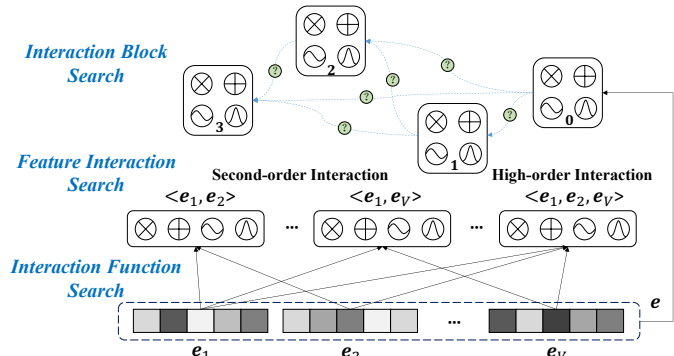 Interaction Block
Search
2
?
?
?
?
?
?
3
1
0
Feature Interaction
Search
Second-order Interaction
High-order Interaction
<e1, e2>
<e1, eV>
<e1, e2, eV>
...
...
Interaction Function
Search
e
...
e1
e2
eV